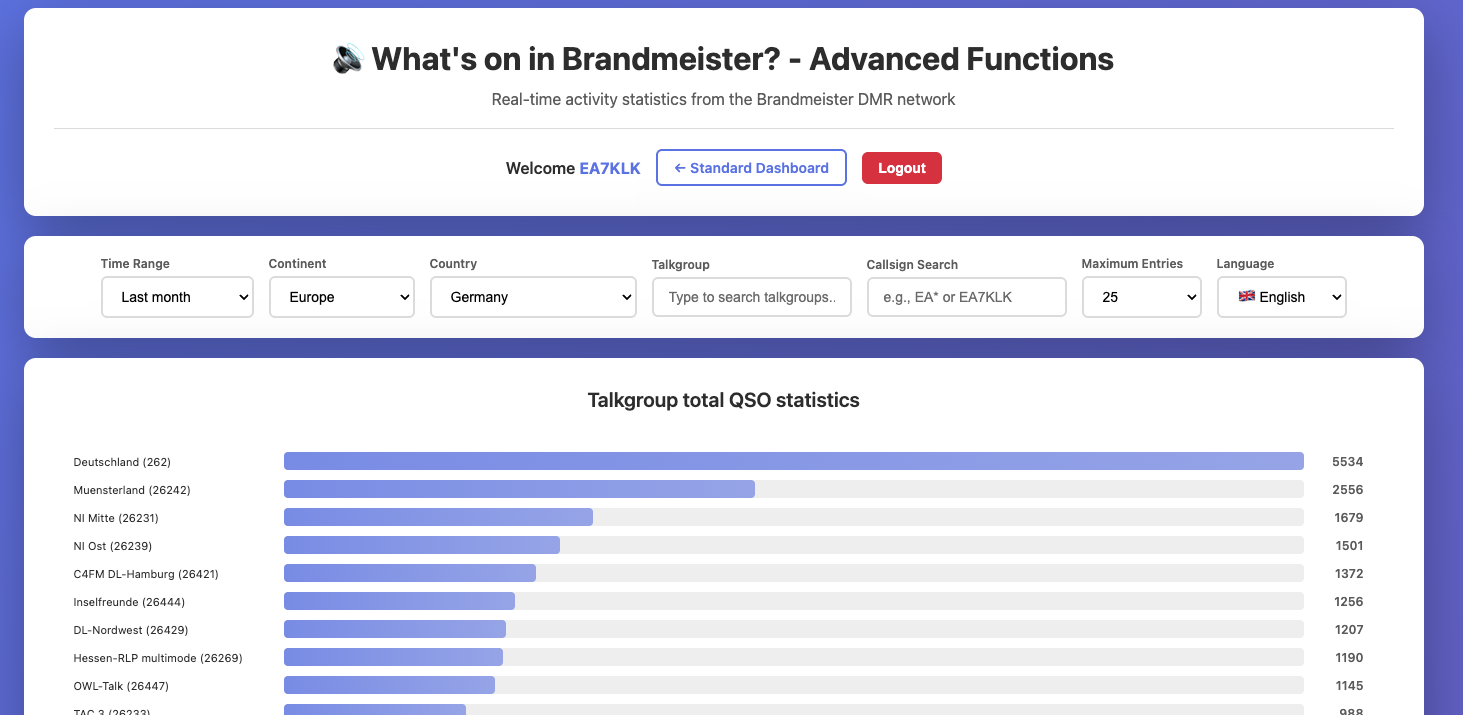 🔊 What's on in Brandmeister? - Advanced Functions
Real-time activity statistics from the Brandmeister DMR network
Welcome EA7KLK ← Standard Dashboard Logout
Time Range Continent Country Talkgroup Callsign Search Maximum Entries Language
Last month Europe Germany Type to search talkgroups.. e.g., EA* or EA7KLK 25 🇬🇧 English
Talkgroup total QSO statistics
Deutschland (262) 5534
Muensterland (26242) 2556
NI Mitte (26231) 1679
NI Ost (26239) 1501
C4FM DL-Hamburg (26421) 1372
Inselfreunde (26444) 1256
DL-Nordwest (26429) 1207
Hessen-RLP multimode (26269) 1190
OWL-Talk (26447) 1145
TAC 3 (26233) 988